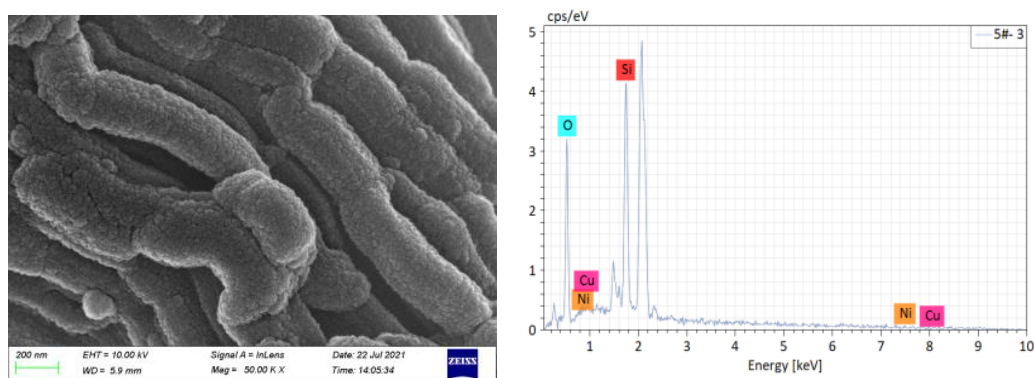 200 nm
EHT = 10.00 kV
WD = 5.9 mm
Signal A = InLens
Mag = 50.00 K X
Date: 22 Jul 2021
Time: 14:05:34
ZEISS
cps/eV
5#- 3
5
4
3
2
1
0
Si
O
Cu
Ni
Ni
Cu
1 2 3 4 5 6 7 8 9 10
Energy [keV]